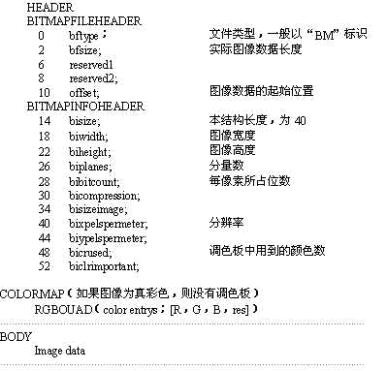 HEADER
BITMAPFILEHEADER
0 bftype； 文件类型，一般以“BM”标识
2 bfsize; 实际图像数据长度
6 reserved1
8 reserved2;
10 offset; 图像数据的起始位置
BITMAPINFOHEADER
14 bisize; 本结构长度，为 40
18 biwidth; 图像宽度
22 biheight; 图像高度
26 biplanes; 分量数
28 bibitcount; 每像素所占位数
30 bicompression;
34 bisizeimage;
40 bixpelspermeter; 分辨率
44 biypelspermeter;
48 bicrused; 调色板中用到的颜色数
52 biclrimportant;
COLORMAP（如果图像为真彩色，则没有调色板）
RGBOUAD（color entrys；[R，G，B，res]）
BODY
Image data